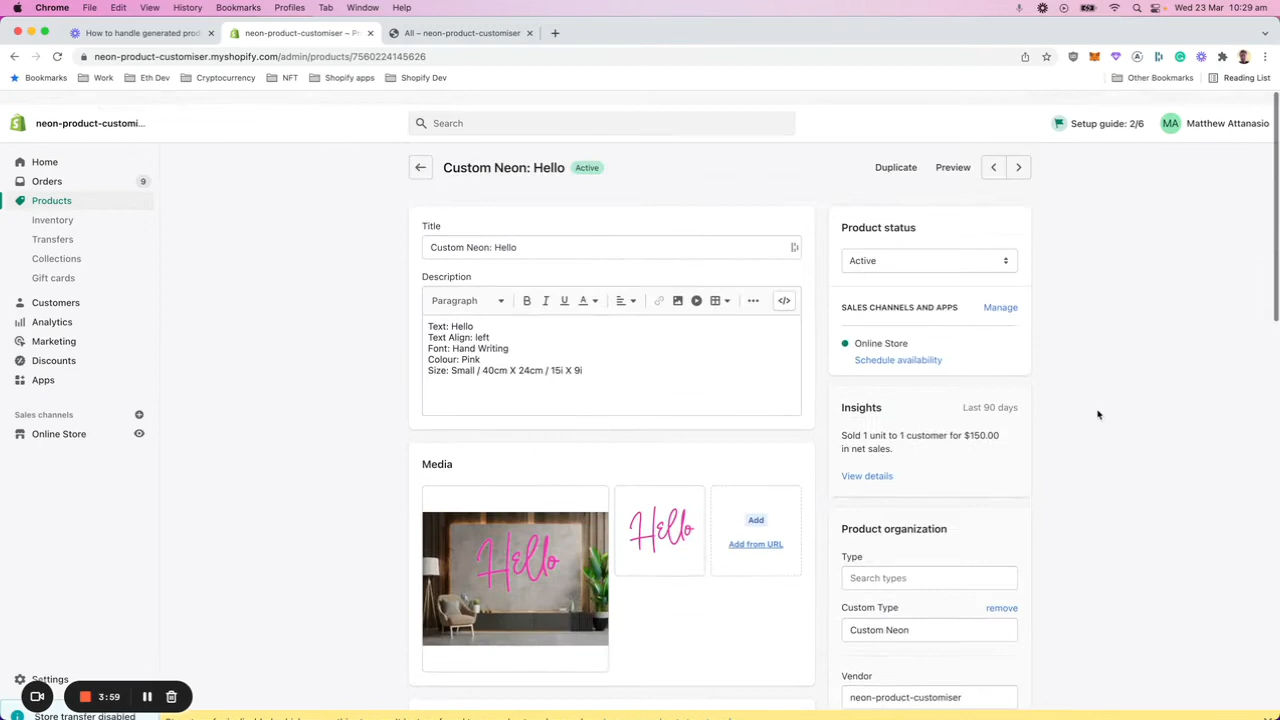 Chrome File Edit View History Bookmarks Profiles Tab Window Help Wed 23 Mar 10:29 am
How to handle generated prod neon-product-customiser – Pr All – neon-product-customiser –
neon-product-customiser.myshopify.com/admin/products/7560224145626
Bookmarks Work Eth Dev Cryptocurrency NFT Shopify apps Shopify Dev Other Bookmarks Reading List
neon-product-customi... Search Setup guide: 2/6 MA Matthew Attanasio
Home
Orders 9
Products
Inventory
Transfers
Collections
Gift cards
Customers
Analytics
Marketing
Discounts
Apps
Sales channels
Online Store
Settings
Store transfer disabled
3:59
Custom Neon: Hello Active Duplicate Preview
Title
Custom Neon: Hello
Description
Paragraph B I U A
Text: Hello
Text Align: left
Font: Hand Writing
Colour: Pink
Size: Small / 40cm X 24cm / 15i X 9i
Media
Hello
Hello
Add
Add from URL
Product status
Active
SALES CHANNELS AND APPS Manage
Online Store
Schedule availability
Insights Last 90 days
Sold 1 unit to 1 customer for $150.00
in net sales.
View details
Product organization
Type
Search types
Custom Type remove
Custom Neon
Vendor
neon-product-customiser